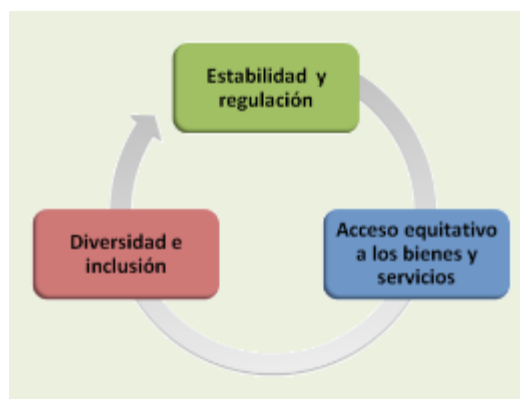 Estabilidad y
regulación
Acceso equitativo
a los bienes y
servicios
Diversidad e
inclusión